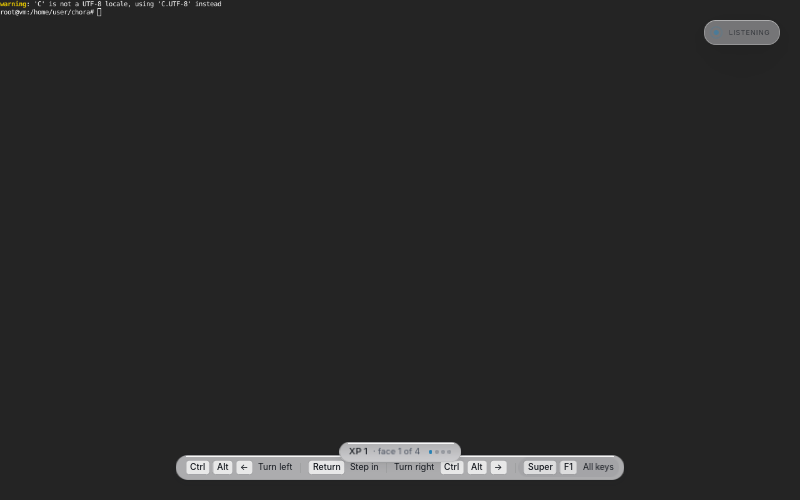 warning: 'C' is not a UTF-8 locale, using 'C.UTF-8' instead
root@vm:/home/user/chora#
LISTENING
XP 1 · face 1 of 4
Ctrl Alt ← Turn left Return Step in Turn right Ctrl Alt → Super F1 All keys